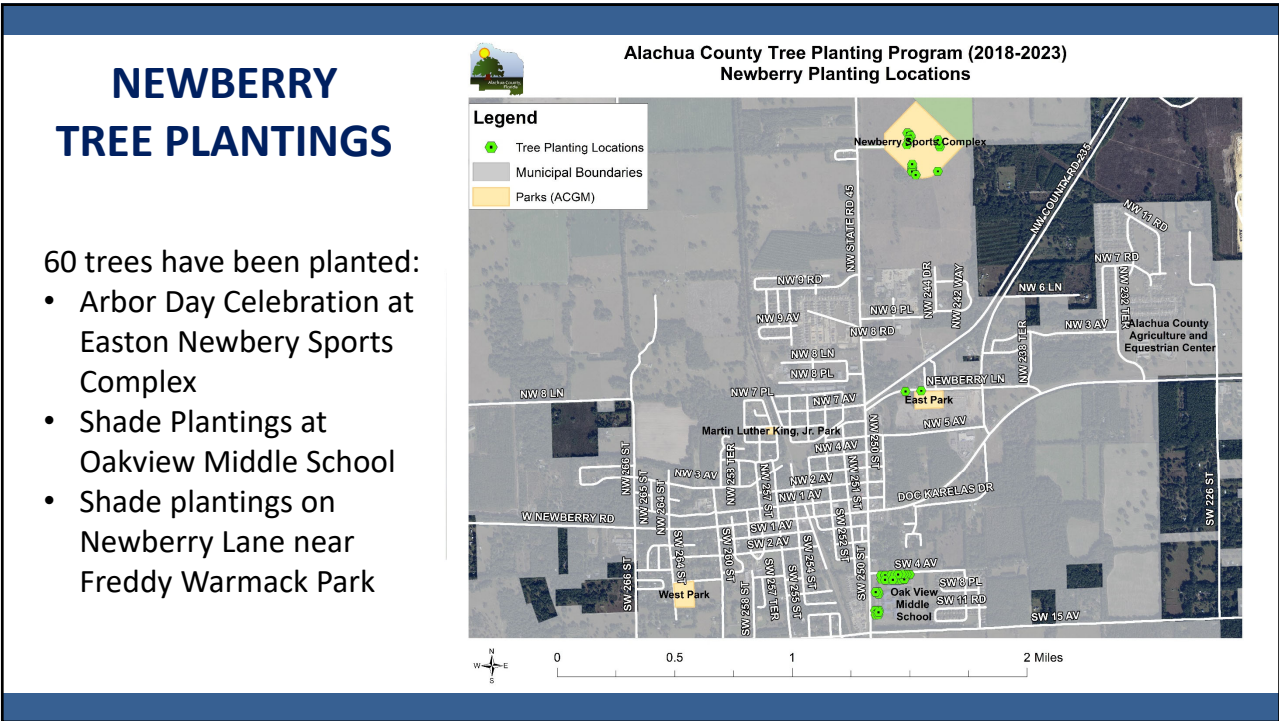 NEWBERRY
TREE PLANTINGS
60 trees have been planted:
• Arbor Day Celebration at
Easton Newbery Sports
Complex
• Shade Plantings at
Oakview Middle School
• Shade plantings on
Newberry Lane near
Freddy Warmack Park
Alachua County
Florida
Alachua County Tree Planting Program (2018-2023)
Newberry Planting Locations
Legend
Tree Planting Locations
Municipal Boundaries
Parks (ACGM)
Newberry Sports Complex
NW COUNTY RD 235
NW STATE RD 45
NW 11 RD
NW 7 RD
NW 232 TER
NW 9 RD
NW 244 DR
NW 242 WAY
NW 6 LN
NW 9 PL
NW 9 AV
NW 8 RD
NW 3 AV
NW 238 TER
Alachua County
Agriculture and
Equestrian Center
NW 8 LN
NW 8 PL
NEWBERRY LN
NW 8 LN
NW 7 PL
NW 7 AV
East Park
Martin Luther King, Jr. Park
NW 250 ST
NW 5 AV
NW 4 AV
NW 266 ST
NW 265 ST
NW 264 ST
NW 3 AV
NW 257 ST
NW 251 ST
NW 2 AV
NW 1 AV
DOC KARELAS DR
SW 226 ST
W NEWBERRY RD
SW 1 AV
SW 2 AV
SW 252 ST
SW 250 ST
SW 266 ST
SW 264 ST
SW 260 ST
SW 258 ST
SW 257 TER
SW 255 ST
SW 254 ST
SW 4 AV
SW 8 PL
SW 11 RD
West Park
Oak View
Middle
School
SW 15 AV
N
W E
S
0 0.5 1 2 Miles